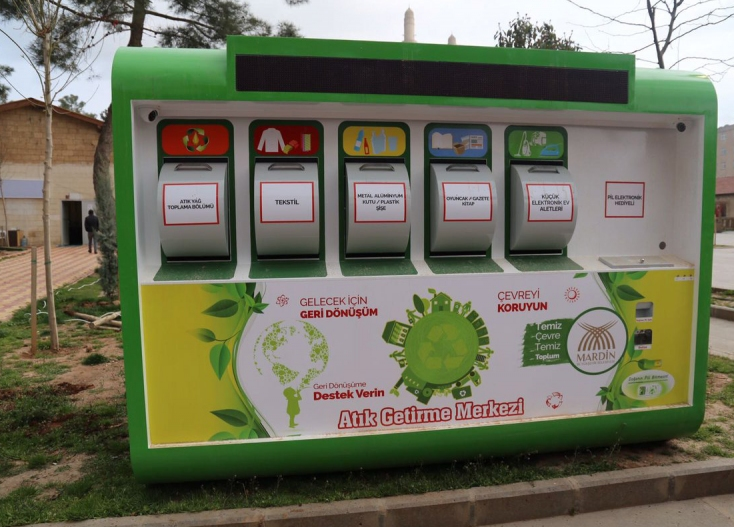 ATIK YAĞ
TOPLAMA BÖLÜMÜ
TEKSTİL
METAL ALÜMİNYUM
KUTU / PLASTİK
ŞİŞE
OYUNCAK / GAZETE
KİTAP
KÜÇÜK
ELEKTRONİK EV
ALETLERİ
PİL ELEKTRONİK
HEDİYELİ
GELECEK İÇİN
GERİ DÖNÜŞÜM
ÇEVREYİ
KORUYUN
Temiz
Çevre
Temiz
Toplum
MARDİN
Geri Dönüşüme
Destek Verin
Atık Getirme Merkezi